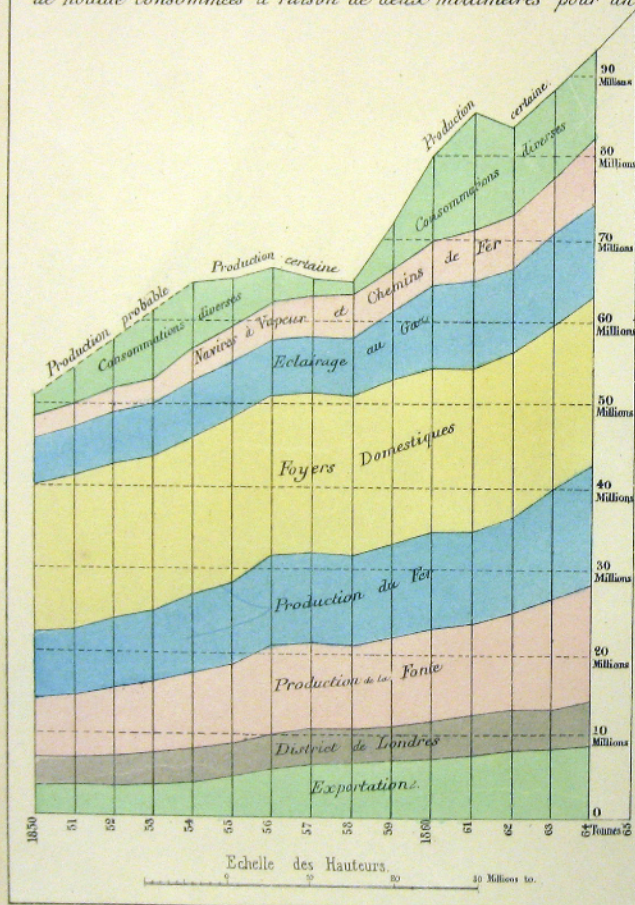 de houille consommées à raison de deux millimètres pour un
90
Millions
Production certaine.
Consommations diverses
80
Millions
70
Millions
Production certaine
Production probable
Consommations diverses
Navires à Vapeur et Chemins de Fer
60
Millions
Eclairage au Gaz
50
Millions
Foyers Domestiques
40
Millions
30
Millions
Production du Fer
20
Millions
Production de la Fonte
10
Millions
District de Londres
Exportations.
0
Tonnes
1850 51 52 53 54 55 56 57 58 59 1860 61 62 63 64 65
Echelle des Hauteurs.
30 Millions to.